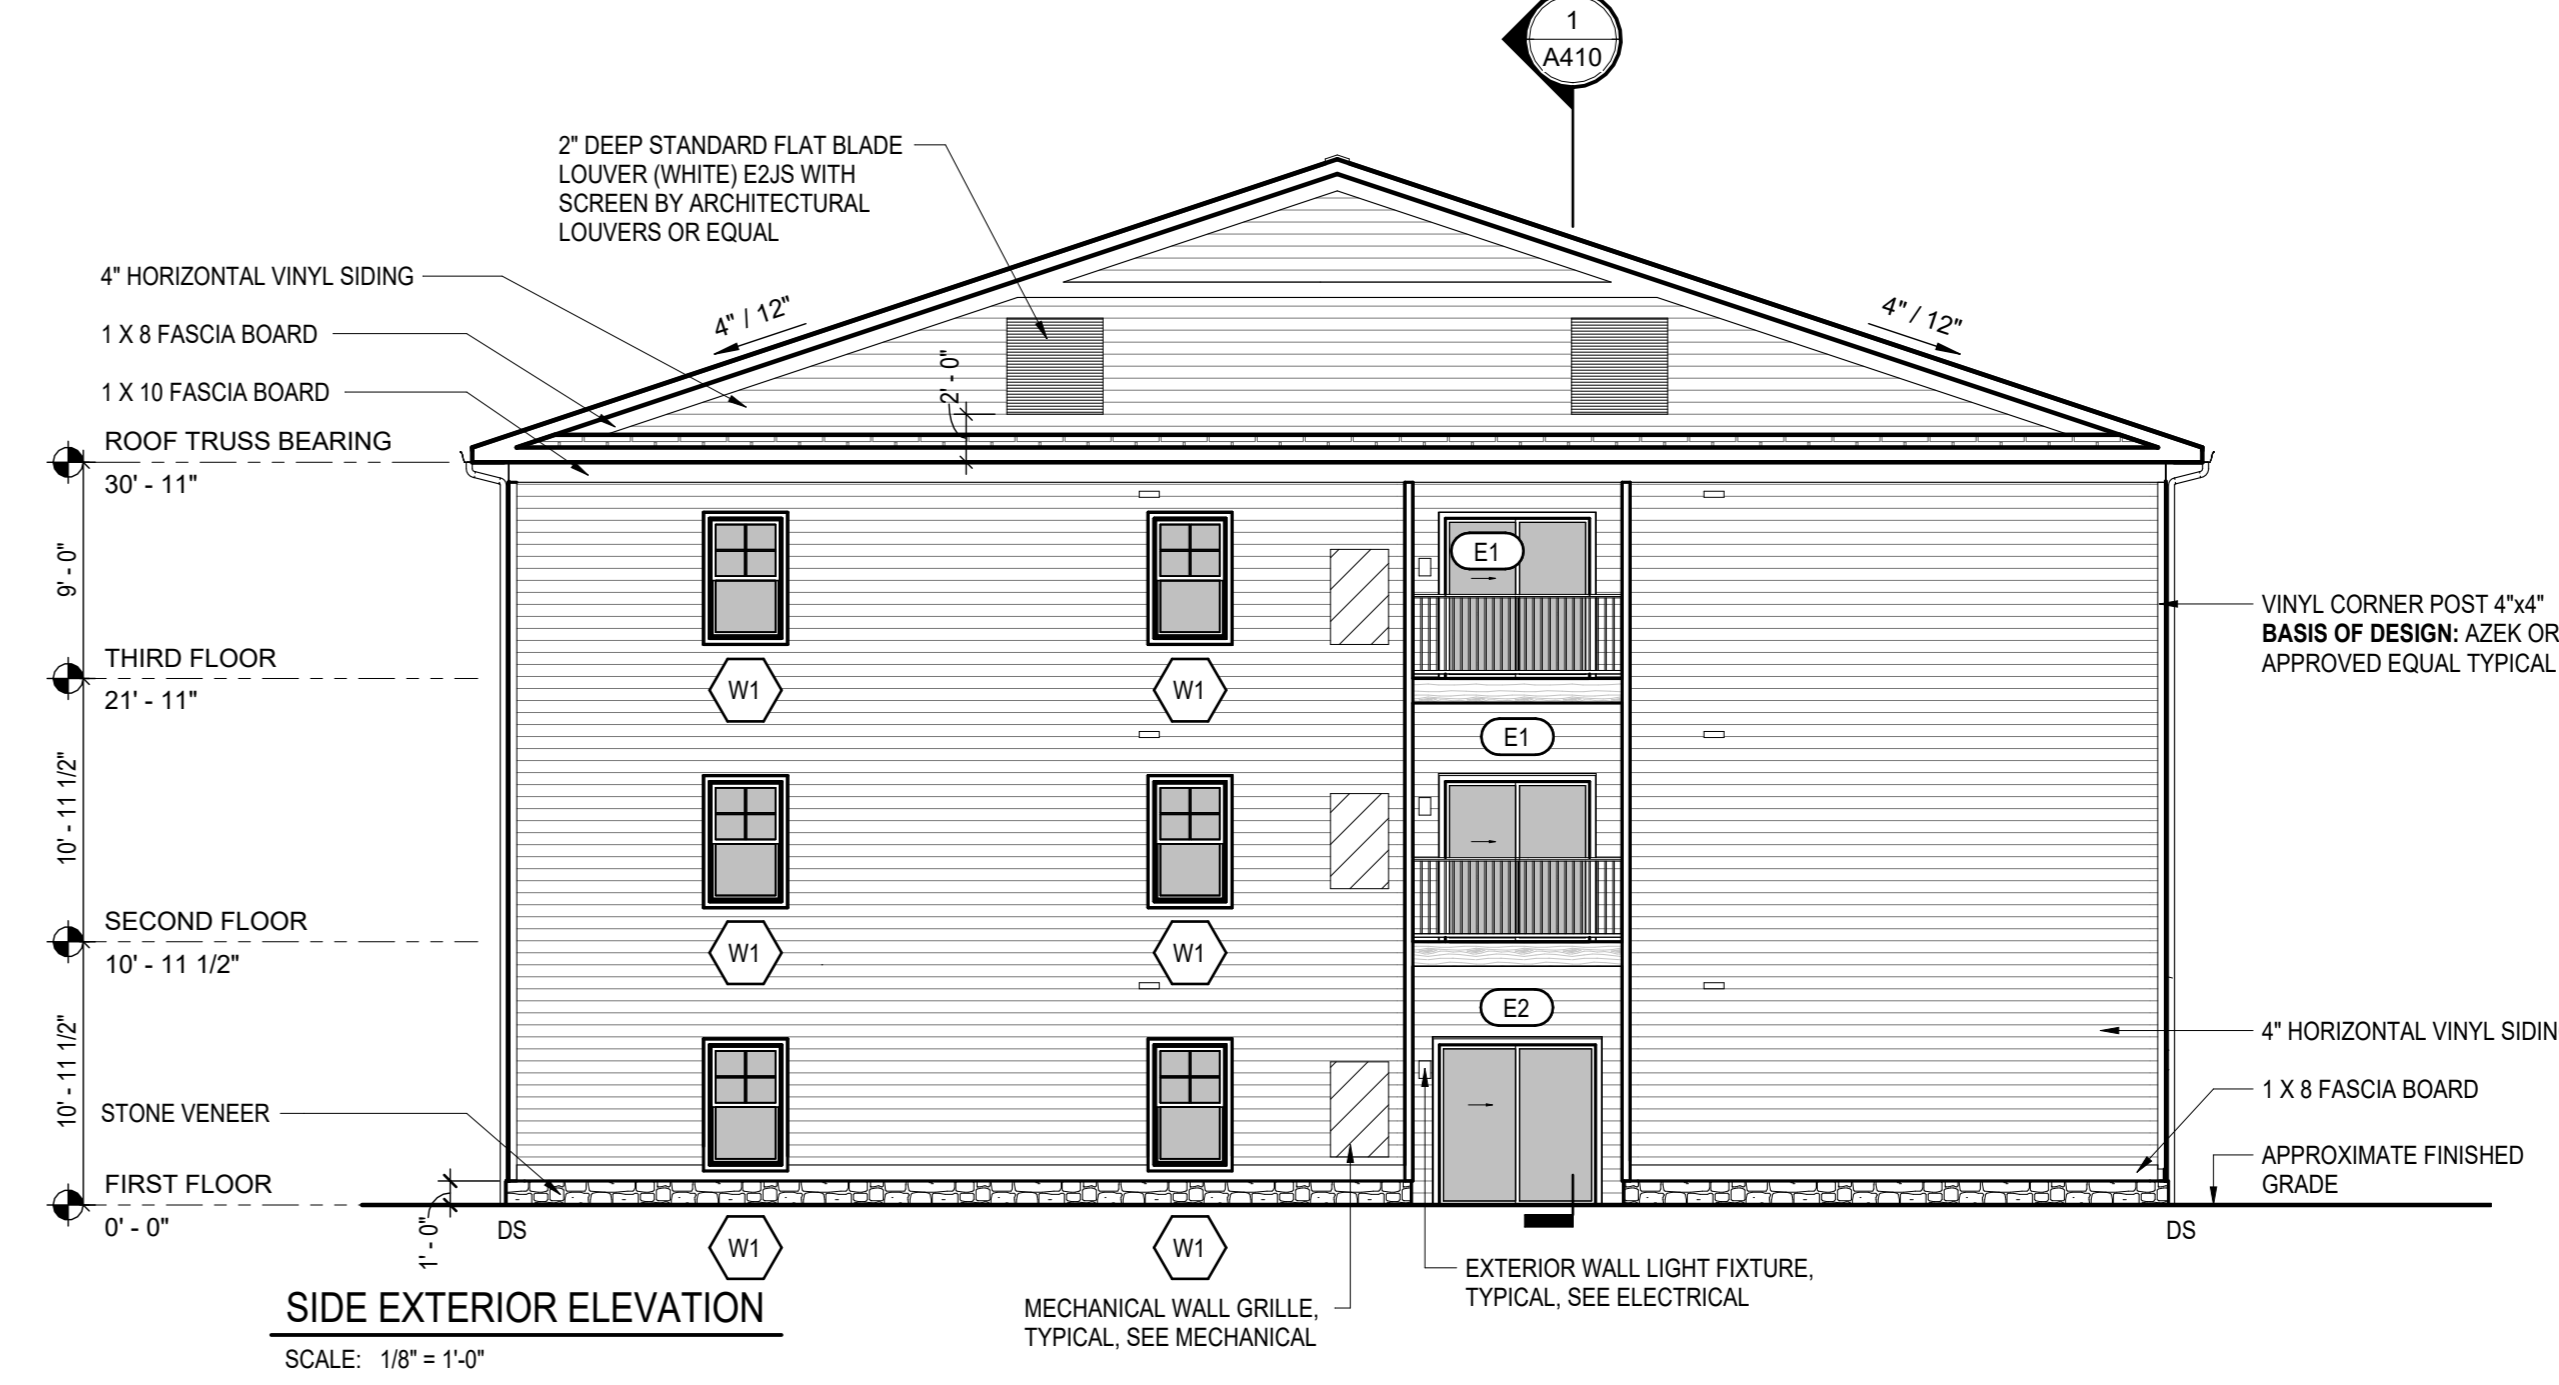 1
A410
2" DEEP STANDARD FLAT BLADE
LOUVER (WHITE) E2JS WITH
SCREEN BY ARCHITECTURAL
LOUVERS OR EQUAL
4" HORIZONTAL VINYL SIDING
1 X 8 FASCIA BOARD
1 X 10 FASCIA BOARD
4" / 12"
4" / 12"
2' - 0"
ROOF TRUSS BEARING
30' - 11"
9' - 0"
THIRD FLOOR
21' - 11"
10' - 11 1/2"
SECOND FLOOR
10' - 11 1/2"
10' - 11 1/2"
STONE VENEER
FIRST FLOOR
0' - 0"
1' - 0"
E1
W1
W1
E1
W1
W1
E2
W1
W1
DS
DS
VINYL CORNER POST 4"x4"
BASIS OF DESIGN: AZEK OR
APPROVED EQUAL TYPICAL
4" HORIZONTAL VINYL SIDIN
1 X 8 FASCIA BOARD
APPROXIMATE FINISHED
GRADE
EXTERIOR WALL LIGHT FIXTURE,
TYPICAL, SEE ELECTRICAL
MECHANICAL WALL GRILLE,
TYPICAL, SEE MECHANICAL
SIDE EXTERIOR ELEVATION
SCALE: 1/8" = 1'-0"